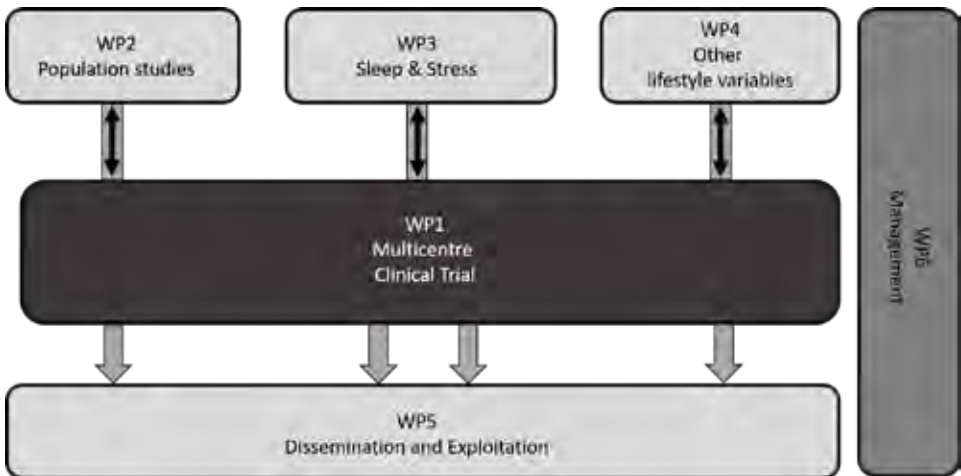 WP2
Population studies
WP3
Sleep & Stress
WP4
Other
lifestyle variables
WP1
Multicentre
Clinical Trial
WP6
Management
WP5
Dissemination and Exploitation